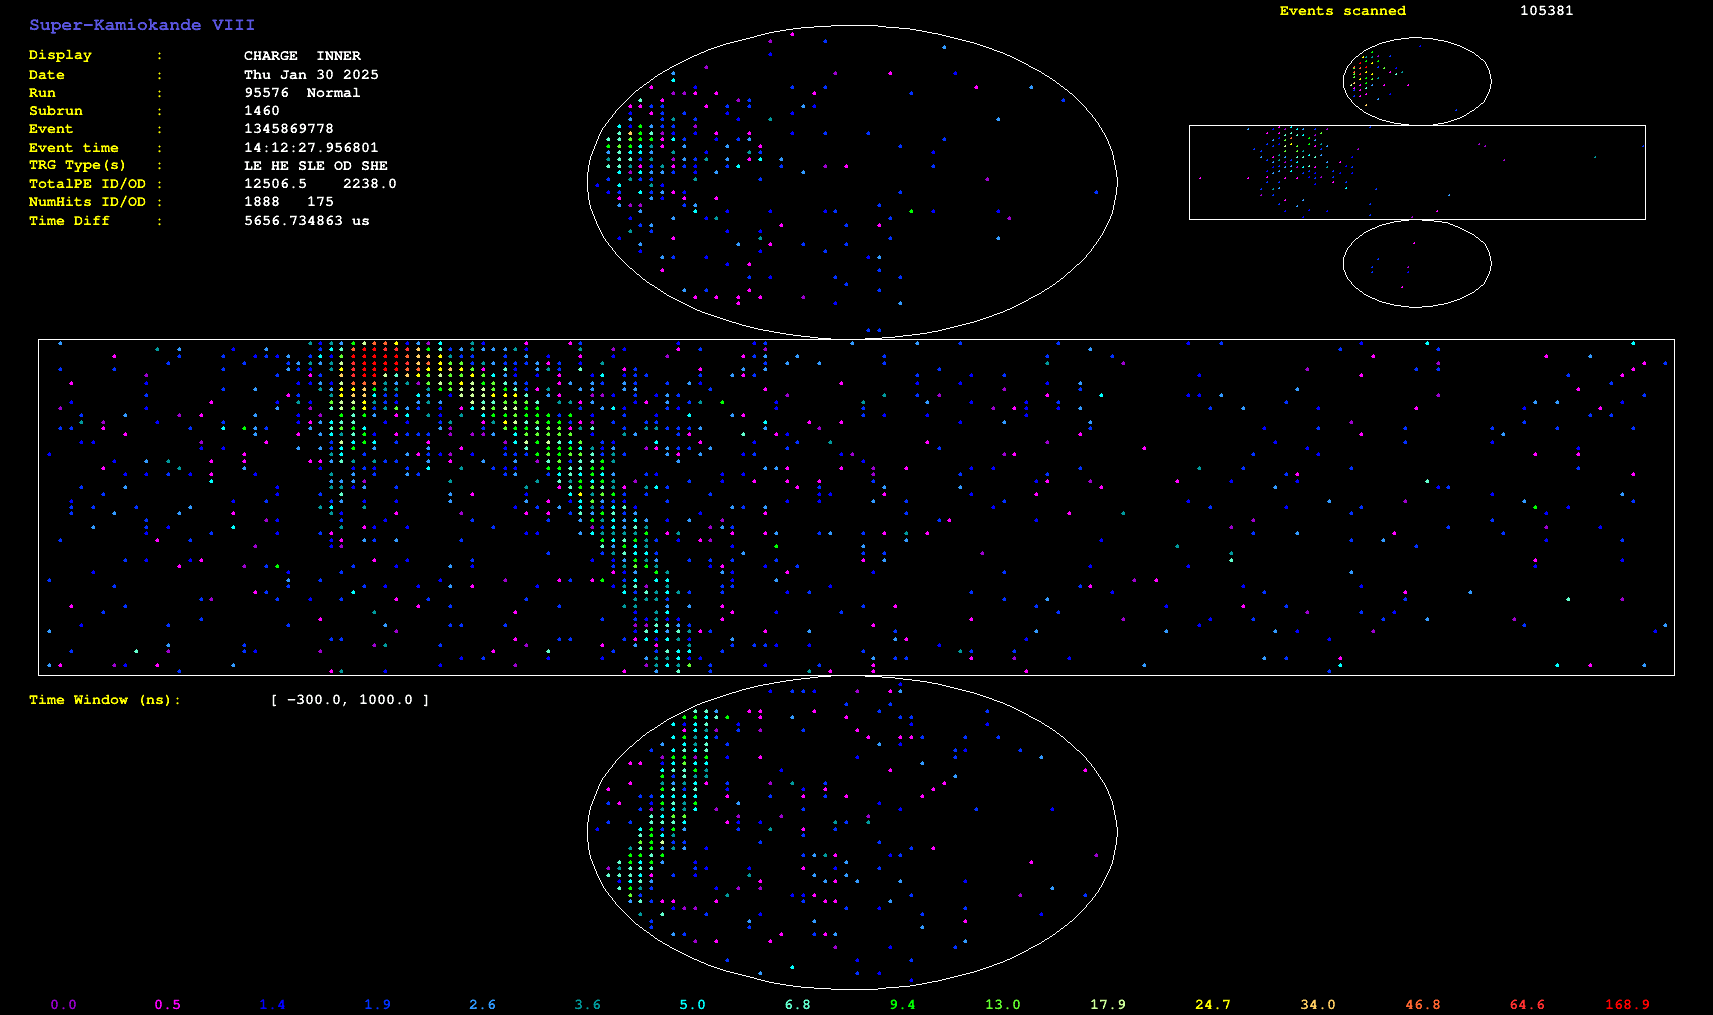 Super-Kamiokande VIII
Events scanned 105381
Display : CHARGE INNER
Date : Thu Jan 30 2025
Run : 95576 Normal
Subrun : 1460
Event : 1345869778
Event time : 14:12:27.956801
TRG Type(s) : LE HE SLE OD SHE
TotalPE ID/OD : 12506.5 2238.0
NumHits ID/OD : 1888 175
Time Diff : 5656.734863 us
Time Window (ns): [ -300.0, 1000.0 ]
0.0 0.5 1.4 1.9 2.6 3.6 5.0 6.8 9.4 13.0 17.9 24.7 34.0 46.8 64.6 168.9